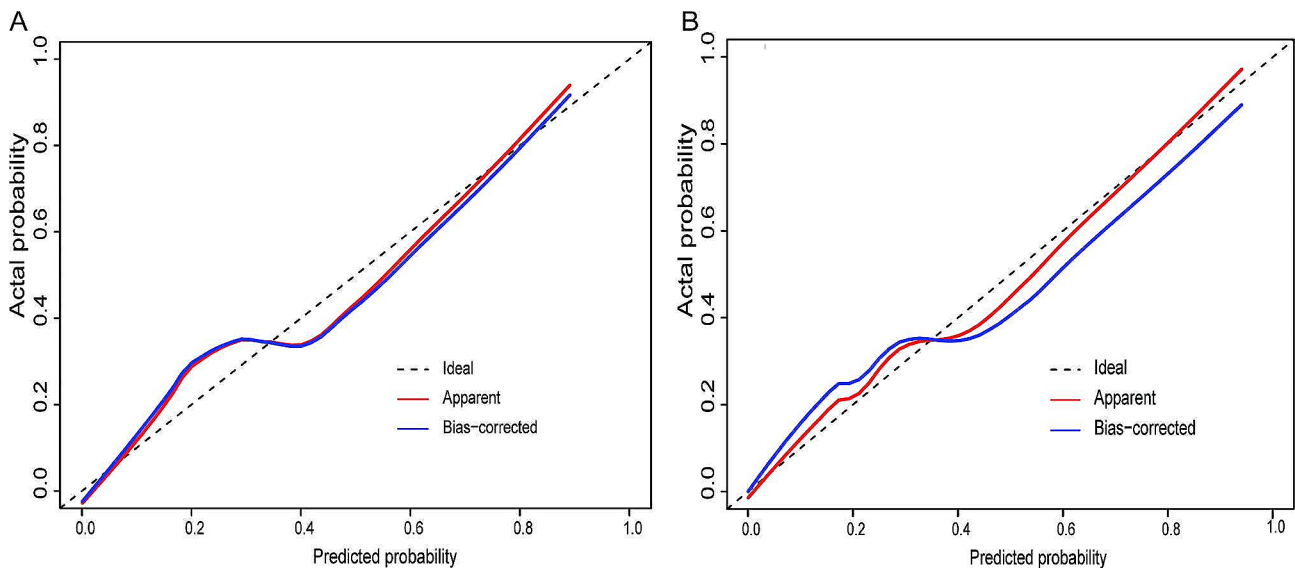 A
Actal probability
1.0
0.8
0.6
0.4
0.2
0.0
Ideal
Apparent
Bias-corrected
0.0 0.2 0.4 0.6 0.8 1.0
Predicted probability
B
Actal probability
1.0
0.8
0.6
0.4
0.2
0.0
Ideal
Apparent
Bias-corrected
0.0 0.2 0.4 0.6 0.8 1.0
Predicted probability